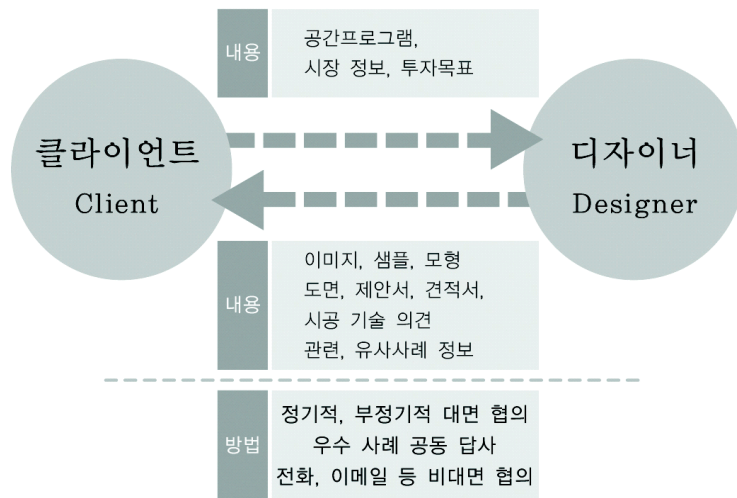 내용
공간프로그램,
시장 정보, 투자목표
클라이언트
Client
디자이너
Designer
내용
이미지, 샘플, 모형
도면, 제안서, 견적서,
시공 기술 의견
관련, 유사사례 정보
방법
정기적, 부정기적 대면 협의
우수 사례 공동 답사
전화, 이메일 등 비대면 협의